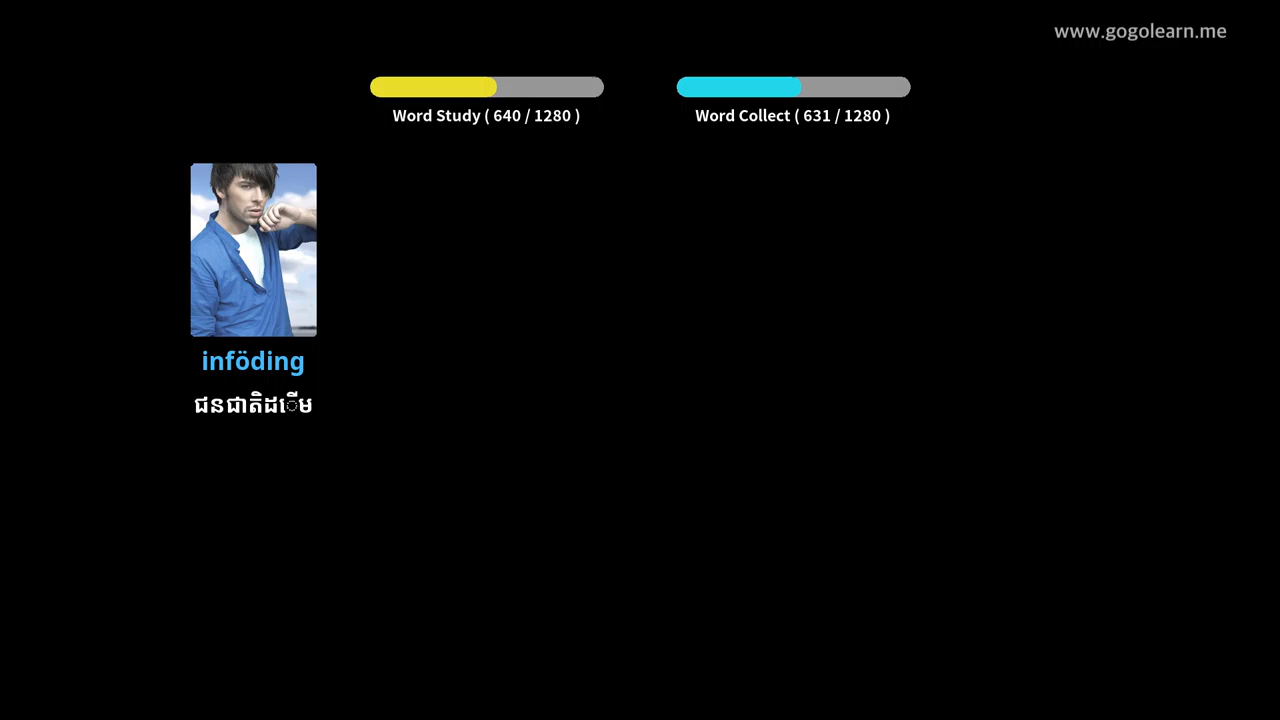 www.gogolearn.me
Word Study ( 640 / 1280 )
Word Collect ( 631 / 1280 )
inföding
ជនជាតិដើម